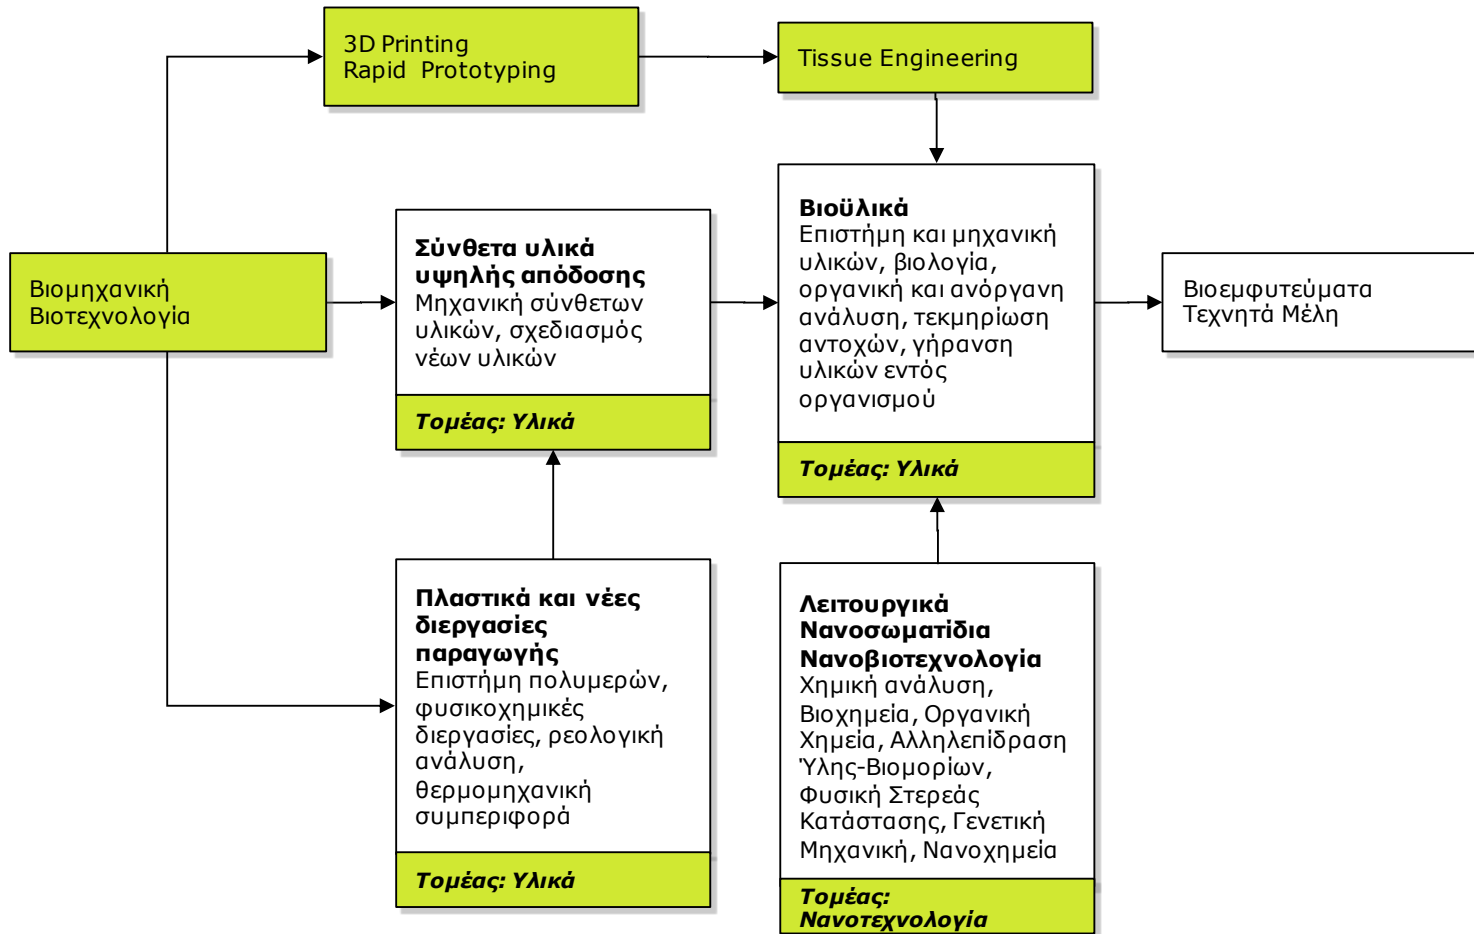 3D Printing
Rapid Prototyping
Tissue Engineering
Βιομηχανική
Βιοτεχνολογία
Σύνθετα υλικά
υψηλής απόδοσης
Μηχανική σύνθετων
υλικών, σχεδιασμός
νέων υλικών
Τομέας: Υλικά
Βιοϋλικά
Επιστήμη και μηχανική
υλικών, βιολογία,
οργανική και ανόργανη
ανάλυση, τεκμηρίωση
αντοχών, γήρανση
υλικών εντός
οργανισμού
Τομέας: Υλικά
Βιοεμφυτεύματα
Τεχνητά Μέλη
Πλαστικά και νέες
διεργασίες
παραγωγής
Επιστήμη πολυμερών,
φυσικοχημικές
διεργασίες, ρεολογική
ανάλυση,
θερμομηχανική
συμπεριφορά
Τομέας: Υλικά
Λειτουργικά
Νανοσωματίδια
Νανοβιοτεχνολογία
Χημική ανάλυση,
Βιοχημεία, Οργανική
Χημεία, Αλληλεπίδραση
Ύλης-Βιομορίων,
Φυσική Στερεάς
Κατάστασης, Γενετική
Μηχανική, Νανοχημεία
Τομέας:
Νανοτεχνολογία